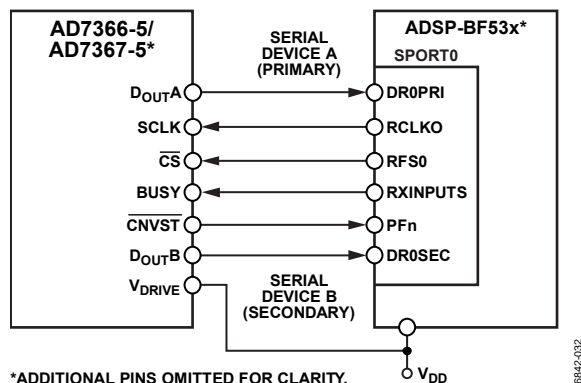 AD7366-5/
AD7367-5*
SERIAL
DEVICE A
(PRIMARY)
ADSP-BF53x*
SPORT0
DOUTA
DR0PRI
SCLK
RCLKO
CS
RFS0
BUSY
RXINPUTS
CNVST
PFn
DOUTB
DR0SEC
VDRIVE
SERIAL
DEVICE B
(SECONDARY)
VDD
*ADDITIONAL PINS OMITTED FOR CLARITY.
6842-032